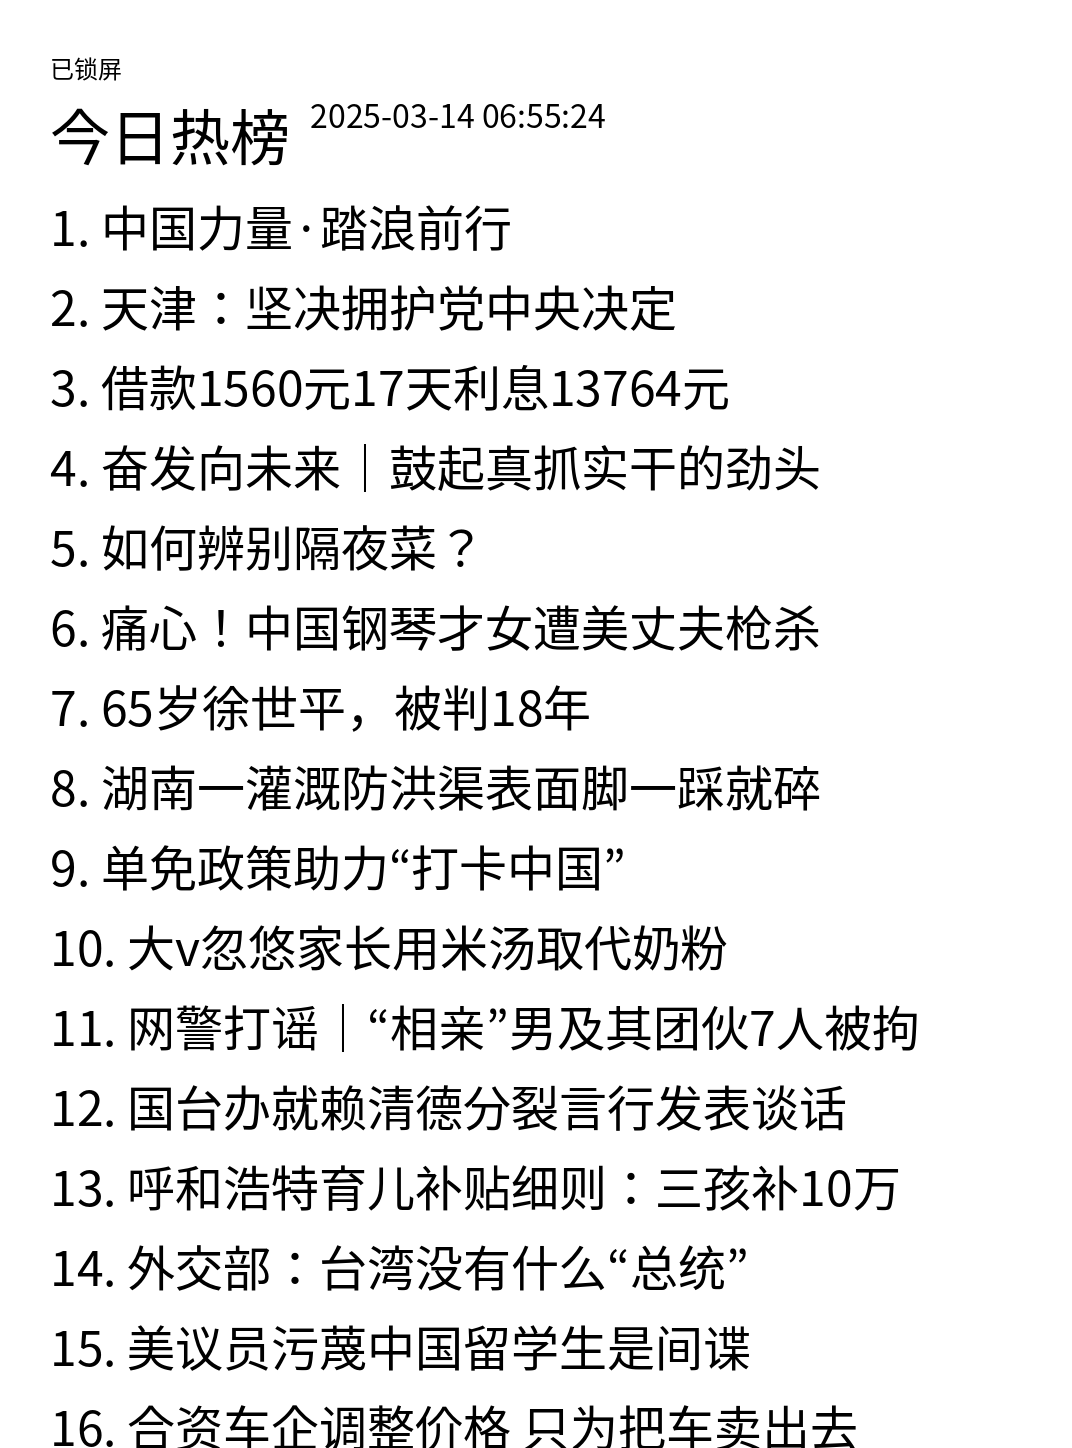 已锁屏
今日热榜 2025-03-14 06:55:24
1. 中国力量·踏浪前行
2. 天津：坚决拥护党中央决定
3. 借款1560元17天利息13764元
4. 奋发向未来｜鼓起真抓实干的劲头
5. 如何辨别隔夜菜？
6. 痛心！中国钢琴才女遭美丈夫枪杀
7. 65岁徐世平，被判18年
8. 湖南一灌溉防洪渠表面脚一踩就碎
9. 单免政策助力“打卡中国”
10. 大v忽悠家长用米汤取代奶粉
11. 网警打谣｜“相亲”男及其团伙7人被拘
12. 国台办就赖清德分裂言行发表谈话
13. 呼和浩特育儿补贴细则：三孩补10万
14. 外交部：台湾没有什么“总统”
15. 美议员污蔑中国留学生是间谍
16. 合资车企调整价格 只为把车卖出去